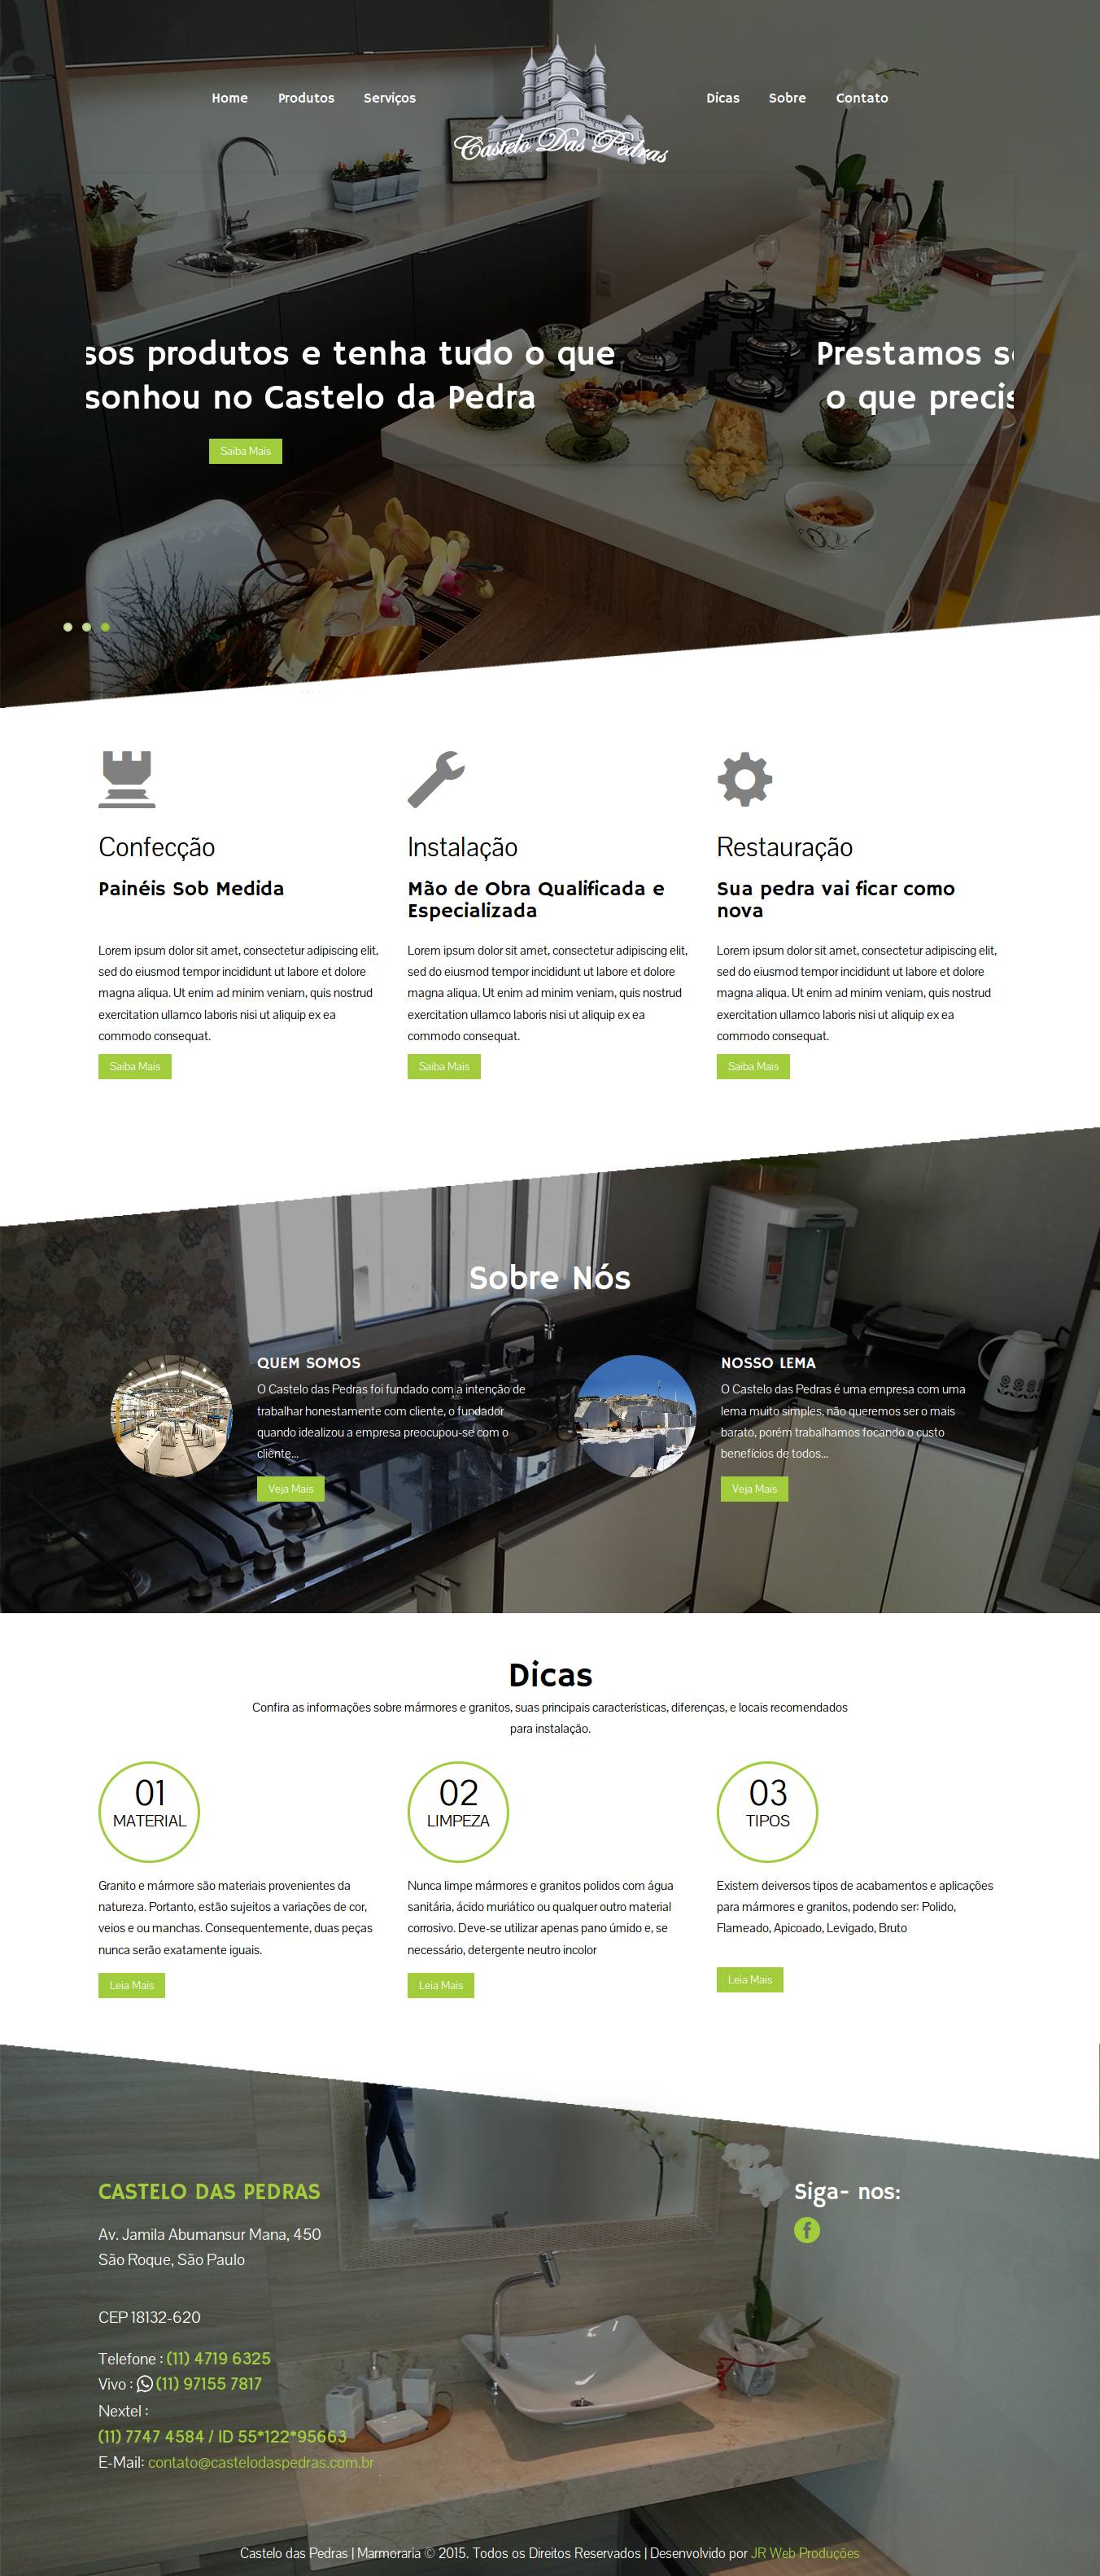 Home Produtos Serviços
Castelo Das Pedras
Dicas Sobre Contato
sos produtos e tenha tudo o que
sonhou no Castelo da Pedra
Saiba Mais
Prestamos
o que
Confecção
Painéis Sob Medida
Lorem ipsum dolor sit amet, consectetur adipiscing elit,
sed do eiusmod tempor incididunt ut labore et dolore
magna aliqua. Ut enim ad minim veniam, quis nostrud
exercitation ullamco laboris nisi ut aliquip ex ea
commodo consequat.
Saiba Mais
Instalação
Mão de Obra Qualificada e
Especializada
Lorem ipsum dolor sit amet, consectetur adipiscing elit,
sed do eiusmod tempor incididunt ut labore et dolore
magna aliqua. Ut enim ad minim veniam, quis nostrud
exercitation ullamco laboris nisi ut aliquip ex ea
commodo consequat.
Saiba Mais
Restauração
Sua pedra vai ficar como
nova
Lorem ipsum dolor sit amet, consectetur adipiscing elit,
sed do eiusmod tempor incididunt ut labore et dolore
magna aliqua. Ut enim ad minim veniam, quis nostrud
exercitation ullamco laboris nisi ut aliquip ex ea
commodo consequat.
Saiba Mais
Sobre Nós
QUEM SOMOS
O Castelo das Pedras foi fundado com a intenção de
trabalhar honestamente com cliente, o fundador
quando idealizou a empresa preocupou-se com o
cliente...
Veja Mais
NOSSO LEMA
O Castelo das Pedras é uma empresa com uma
lema muito simples, não queremos ser o mais
barato, porém trabalhamos focando o custo
benefícios de todos...
Veja Mais
Dicas
Confira as informações sobre mármores e granitos, suas principais características, diferenças, e locais recomendados
para instalação.
01
MATERIAL
Granito e mármore são materiais provenientes da
natureza. Portanto, estão sujeitos a variações de cor,
veios e ou manchas. Consequentemente, duas peças
nunca serão exatamente iguais.
Leia Mais
02
LIMPEZA
Nunca limpe mármores e granitos polidos com água
sanitária, ácido muriático ou qualquer outro material
corrosivo. Deve-se utilizar apenas pano úmido e, se
necessário, detergente neutro incolor
Leia Mais
03
TIPOS
Existem deiversos tipos de acabamentos e aplicações
para mármores e granitos, podendo ser: Polido,
Flameado, Apicoado, Levigado, Bruto
Leia Mais
CASTELO DAS PEDRAS
Av. Jamila Abumansur Mana, 450
São Roque, São Paulo
CEP 18132-620
Telefone : (11) 4719 6325
Vivo : (11) 97155 7817
Nextel :
(11) 7747 4584 / ID 55*122*95663
E-Mail: contato@castelodaspedras.com.br
Siga- nos:
Castelo das Pedras | Marmoraria © 2015. Todos os Direitos Reservados | Desenvolvido por JR Web Produções